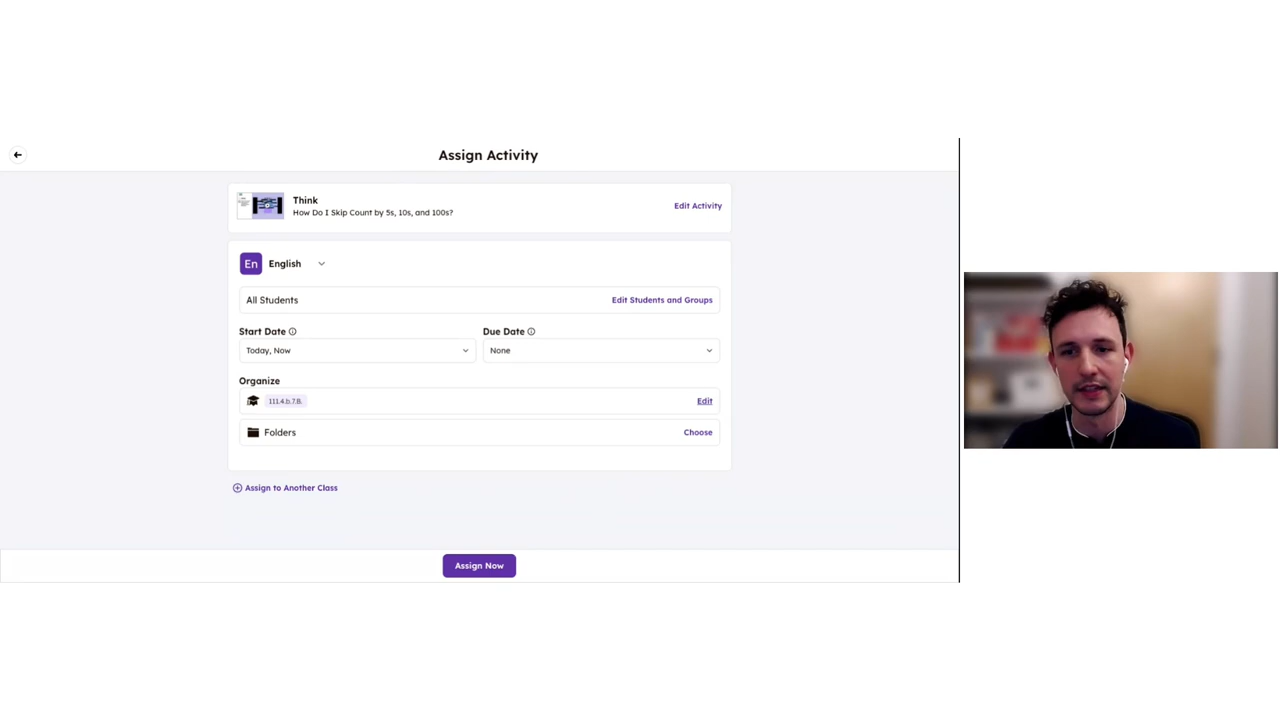 Assign Activity
Think
How Do I Skip Count by 5s, 10s, and 100s?
Edit Activity
En English
All Students
Edit Students and Groups
Start Date
Due Date
Today, Now
None
Organize
111.4.b.7.B.
Edit
Folders
Choose
Assign to Another Class
Assign Now